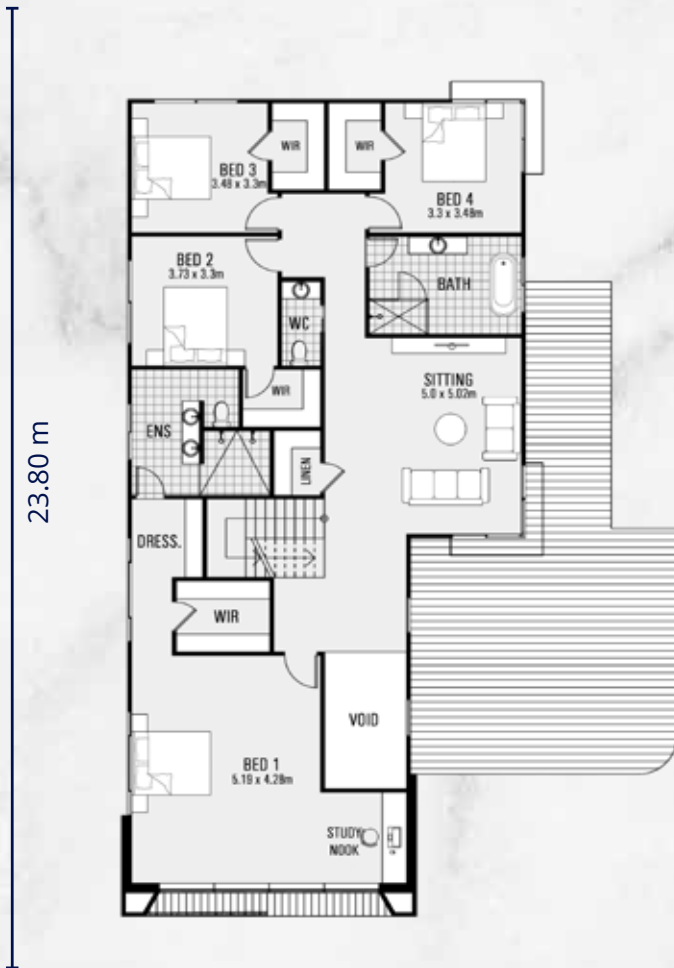 WIR
WIR
BED 3
3.48 x 3.3m
BED 4
3.3 x 3.48m
BED 2
3.73 x 3.3m
BATH
WC
SITTING
5.0 x 5.02m
WIR
ENS
LINEN
23.80 m
DRESS.
WIR
VOID
BED 1
5.19 x 4.28m
STUDY
NOOK